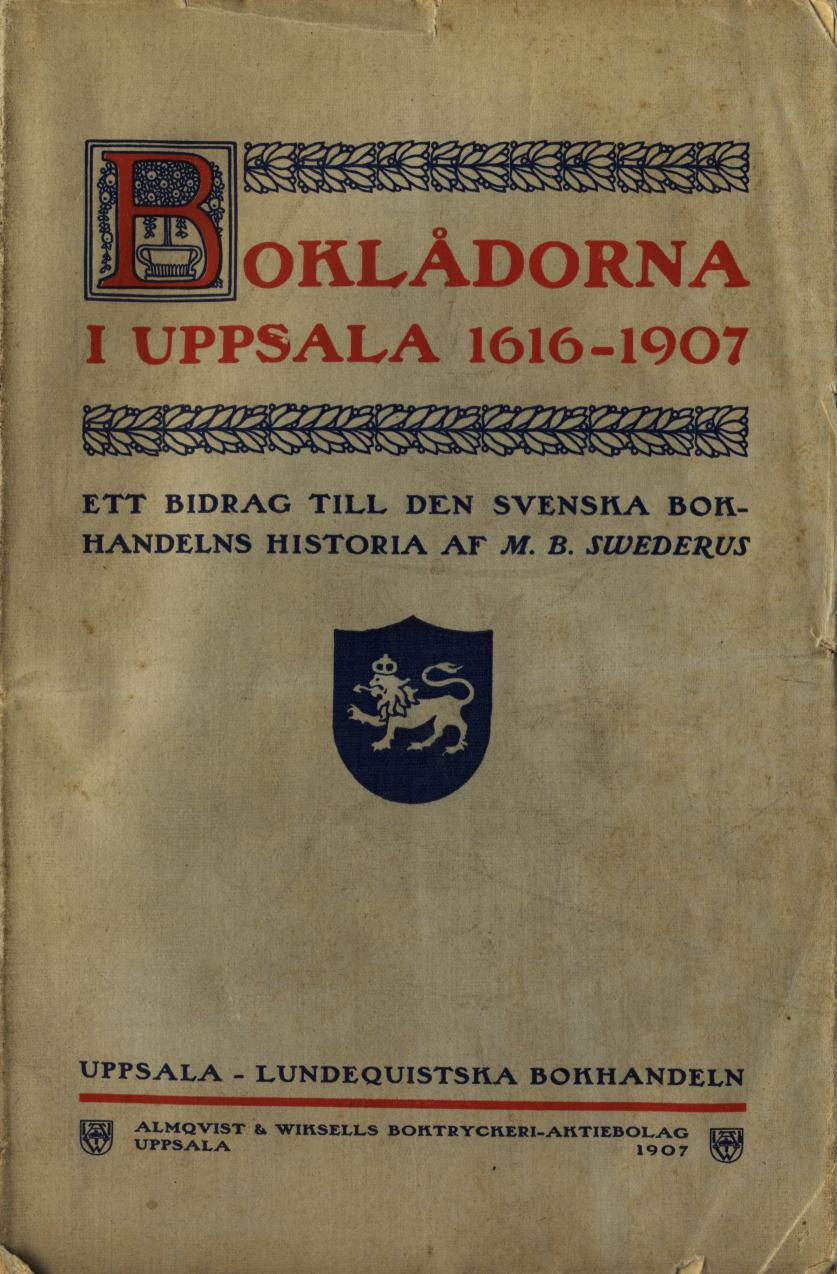 BOKLÅDORNA
I UPPSALA 1616-1907
ETT BIDRAG TILL DEN SVENSKA BOK-
HANDELNS HISTORIA AF M. B. SWEDERUS
UPPSALA - LUNDEQUISTSKA BOKHANDELN
ALMQVIST & WIKSELLS BOKTRYCKERI-AKTIEBOLAG
UPPSALA 1907